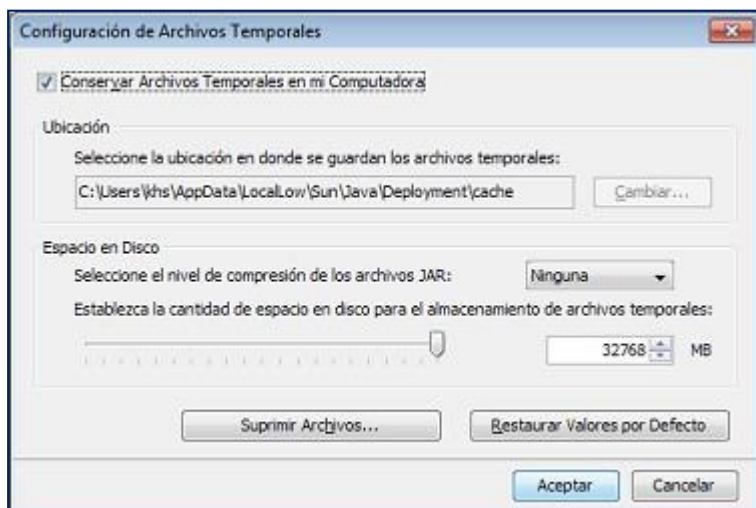 Configuración de Archivos Temporales
Conservar Archivos Temporales en mi Computadora
Ubicación
Seleccione la ubicación en donde se guardan los archivos temporales:
C:\Users\khs\AppData\LocalLow\Sun\Java\Deployment\cache Cambiar...
Espacio en Disco
Seleccione el nivel de compresión de los archivos JAR: Ninguna
Establezca la cantidad de espacio en disco para el almacenamiento de archivos temporales:
32768 MB
Suprimir Archivos... Restaurar Valores por Defecto
Aceptar Cancelar